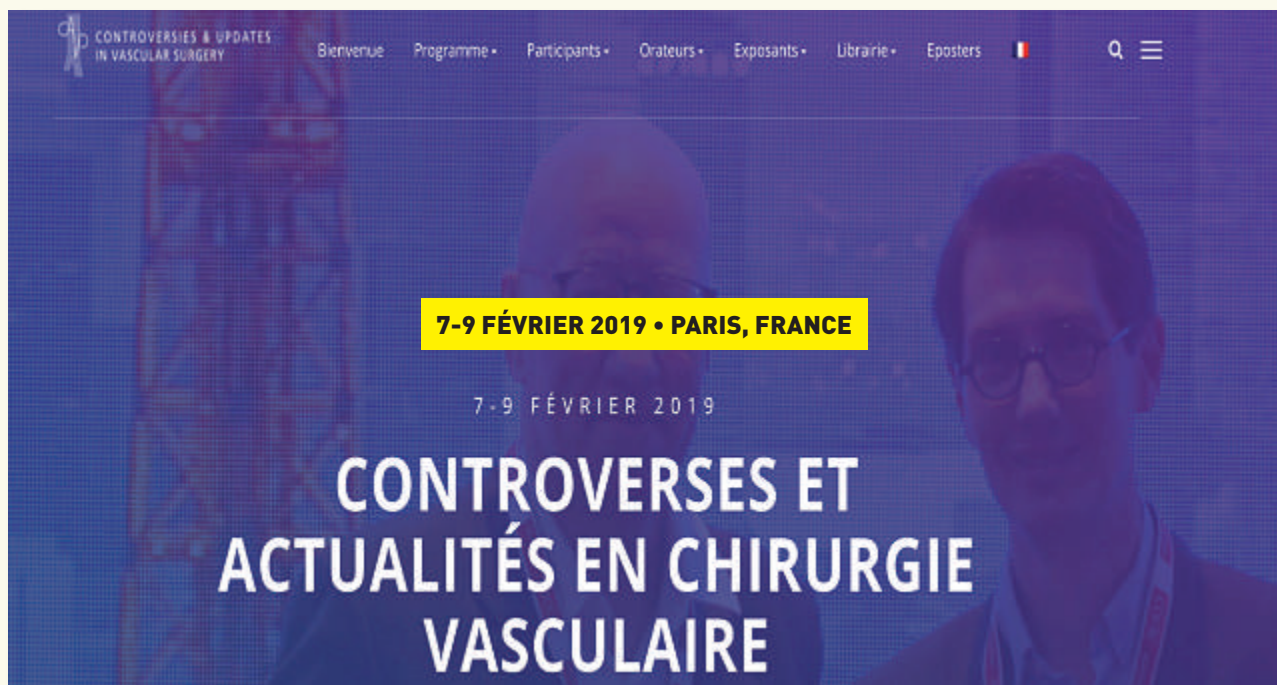 CONTROVERSIES & UPDATES
IN VASCULAR SURGERY
Bienvenue Programme Participants Orateurs Exposants Librairie Eposters
7-9 FÉVRIER 2019 • PARIS, FRANCE
7-9 FÉVRIER 2019
CONTROVERSES ET
ACTUALITÉS EN CHIRURGIE
VASCULAIRE